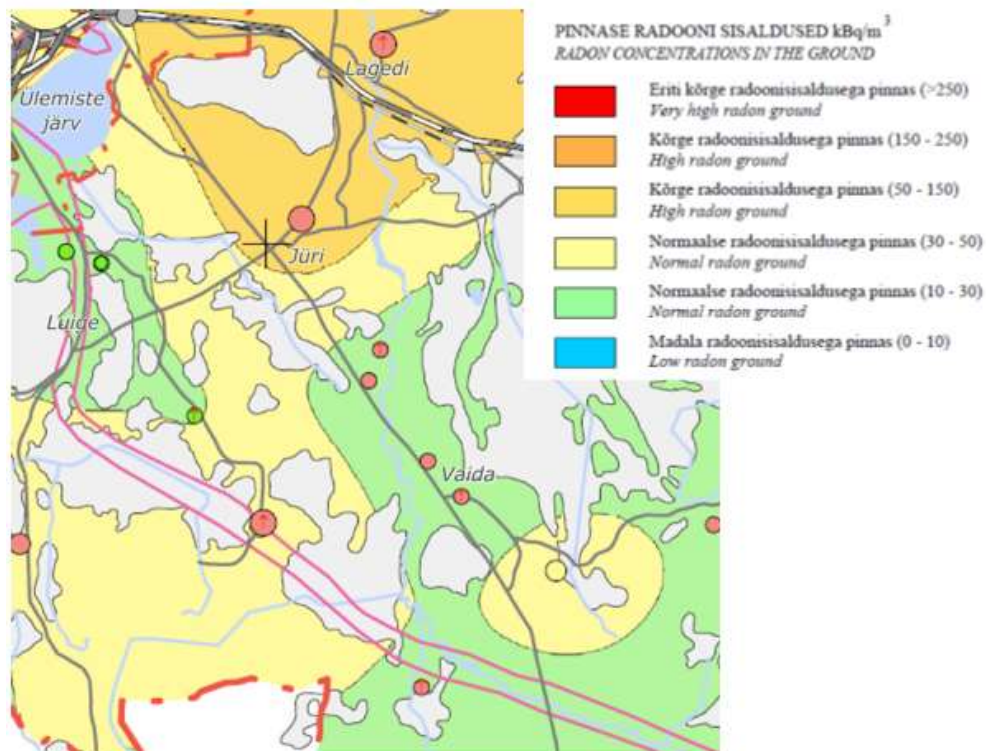 PINNASE RADOONI SISALDUSED kBq/m³
RADON CONCENTRATIONS IN THE GROUND
Eriti kõrge radoonisisaldusega pinnas (>250)
Very high radon ground
Kõrge radoonisisaldusega pinnas (150 - 250)
High radon ground
Kõrge radoonisisaldusega pinnas (50 - 150)
High radon ground
Normaalse radoonisisaldusega pinnas (30 - 50)
Normal radon ground
Normaalse radoonisisaldusega pinnas (10 - 30)
Normal radon ground
Madala radoonisisaldusega pinnas (0 - 10)
Low radon ground
Lagedi
Ülemiste
järv
Jüri
Luige
Vaida